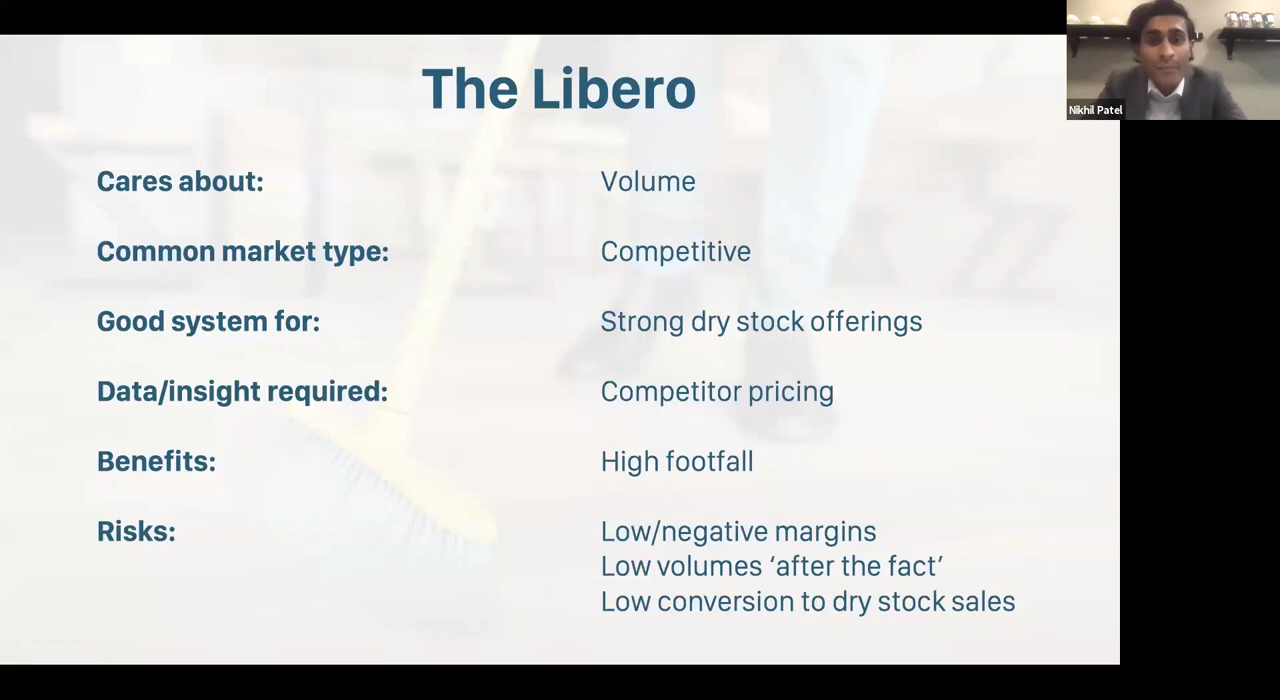 The Libero
Nikhil Patel
Cares about: Volume
Common market type: Competitive
Good system for: Strong dry stock offerings
Data/insight required: Competitor pricing
Benefits: High footfall
Risks: Low/negative margins
Low volumes ‘after the fact’
Low conversion to dry stock sales